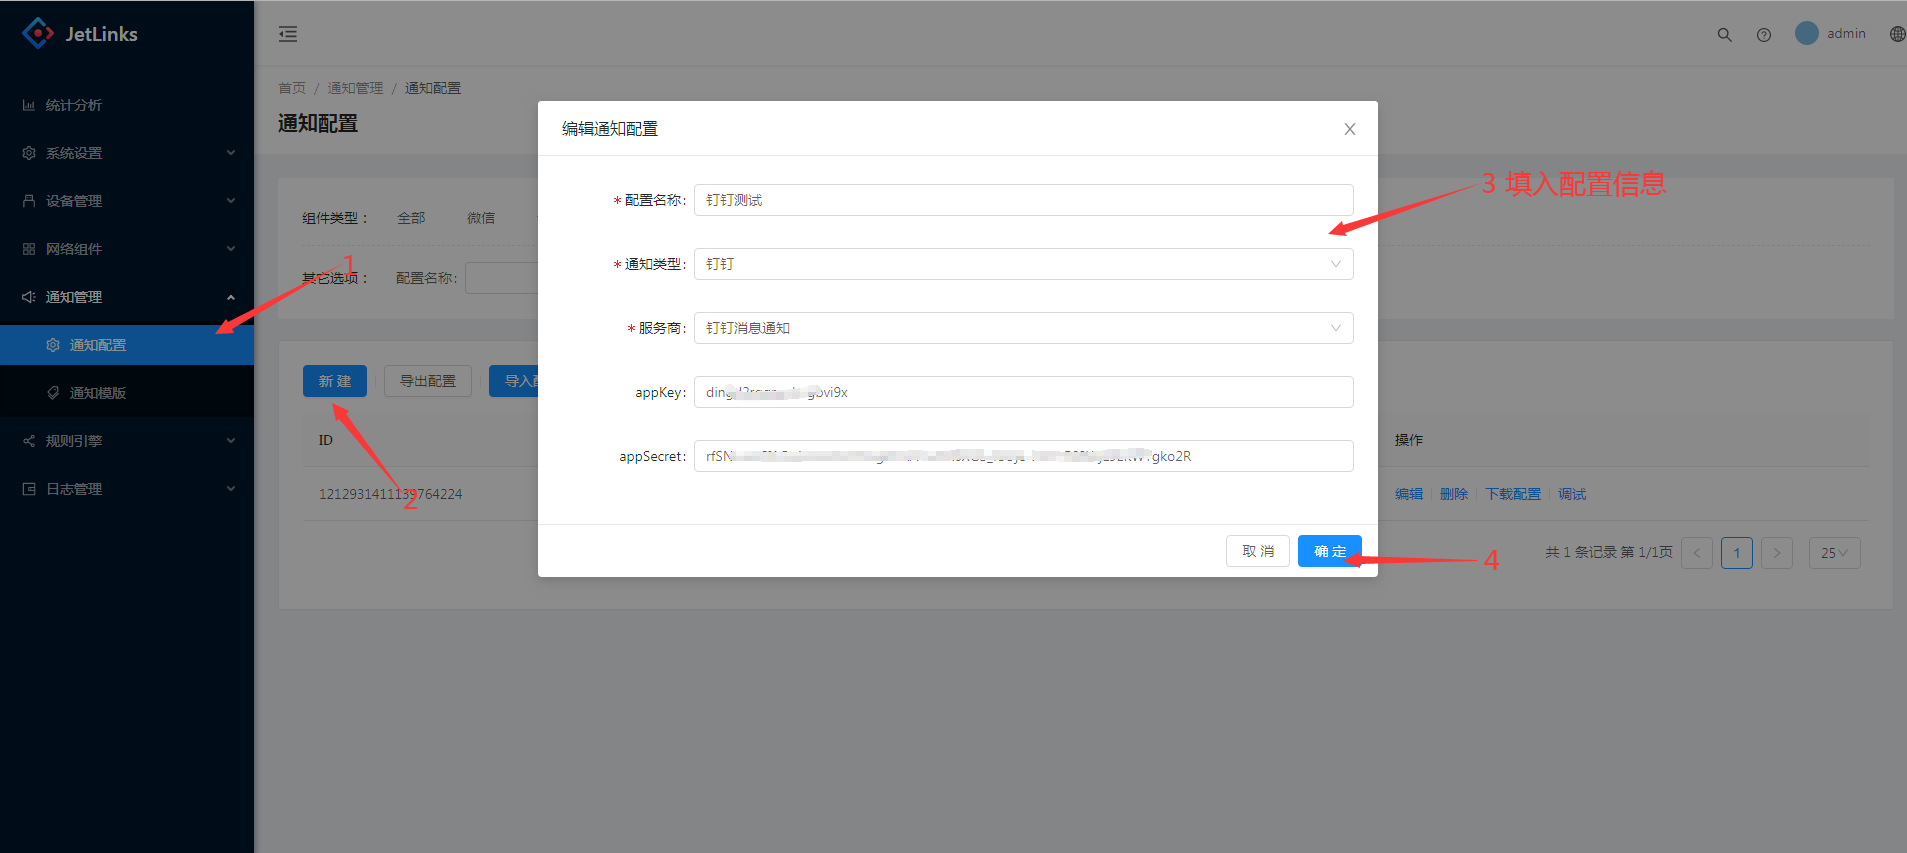 JetLinks
admin
统计分析
系统设置
设备管理
网络组件
通知管理
通知配置
通知模版
规则引擎
日志管理
首页 / 通知管理 / 通知配置
通知配置
组件类型： 全部 微信
其它选项： 配置名称:
新 建 导出配置 导入
ID
操作
1212931411139764224
编辑 删除 下载配置 调试
共 1 条记录 第 1/1页 < 1 > 25
编辑通知配置
* 配置名称: 钉钉测试
* 通知类型: 钉钉
* 服务商: 钉钉消息通知
appKey:
appSecret:
取 消 确 定
1
2
3 填入配置信息
4